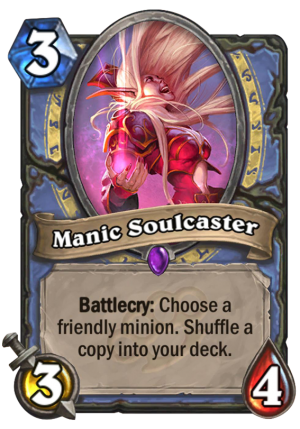 3
Manic Soulcaster
Battlecry: Choose a
friendly minion. Shuffle a
copy into your deck.
3
4